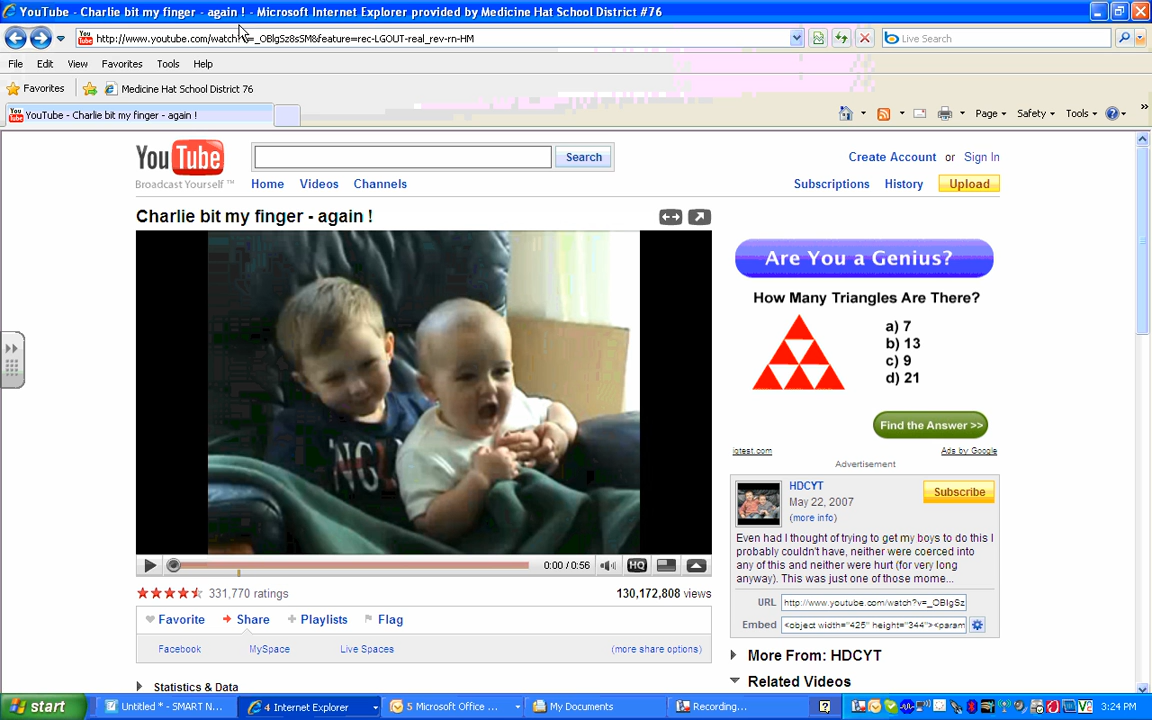 YouTube - Charlie bit my finger - again ! - Microsoft Internet Explorer provided by Medicine Hat School District #76
http://www.youtube.com/watch?v=_OBlgSz8sSM&feature=rec-LGOUT-real_rev-rn-HM
Live Search
File Edit View Favorites Tools Help
Favorites Medicine Hat School District 76
YouTube - Charlie bit my finger - again !
Page Safety Tools
YouTube
Search
Create Account or Sign In
Broadcast Yourself ™
Home Videos Channels
Subscriptions History Upload
Charlie bit my finger - again !
Are You a Genius?
How Many Triangles Are There?
a) 7
b) 13
c) 9
d) 21
Find the Answer >>
iqtest.com Ads by Google
Advertisement
HDCYT
May 22, 2007
(more info)
Subscribe
Even had I thought of trying to get my boys to do this I
probably couldn't have, neither were coerced into
any of this and neither were hurt (for very long
anyway). This was just one of those mome...
0:00 / 0:56 HQ
331,770 ratings 130,172,808 views
URL http://www.youtube.com/watch?v=_OBlgSz
Embed <object width="425" height="344"><param
Favorite Share Playlists Flag
Facebook MySpace Live Spaces (more share options)
More From: HDCYT
Related Videos
Statistics & Data
start Untitled * - SMART N... 4 Internet Explorer 5 Microsoft Office ... My Documents Recording... 3:24 PM